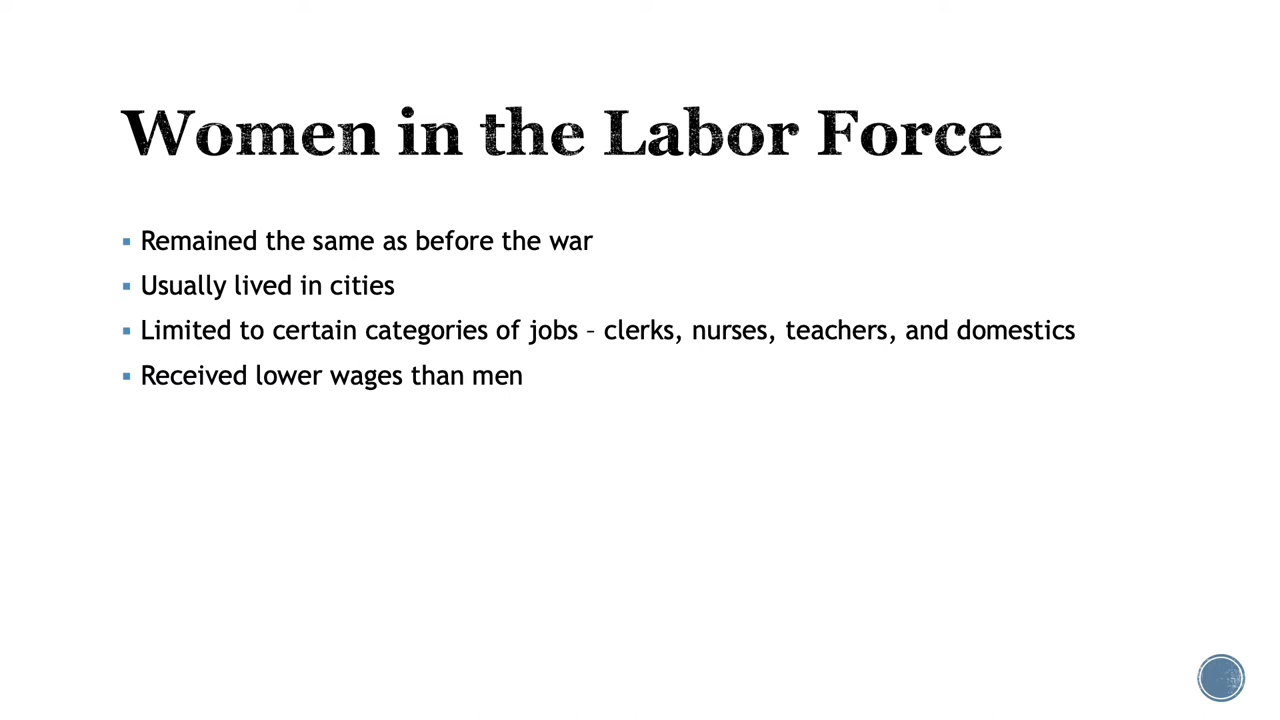 Women in the Labor Force
▪ Remained the same as before the war
▪ Usually lived in cities
▪ Limited to certain categories of jobs – clerks, nurses, teachers, and domestics
▪ Received lower wages than men